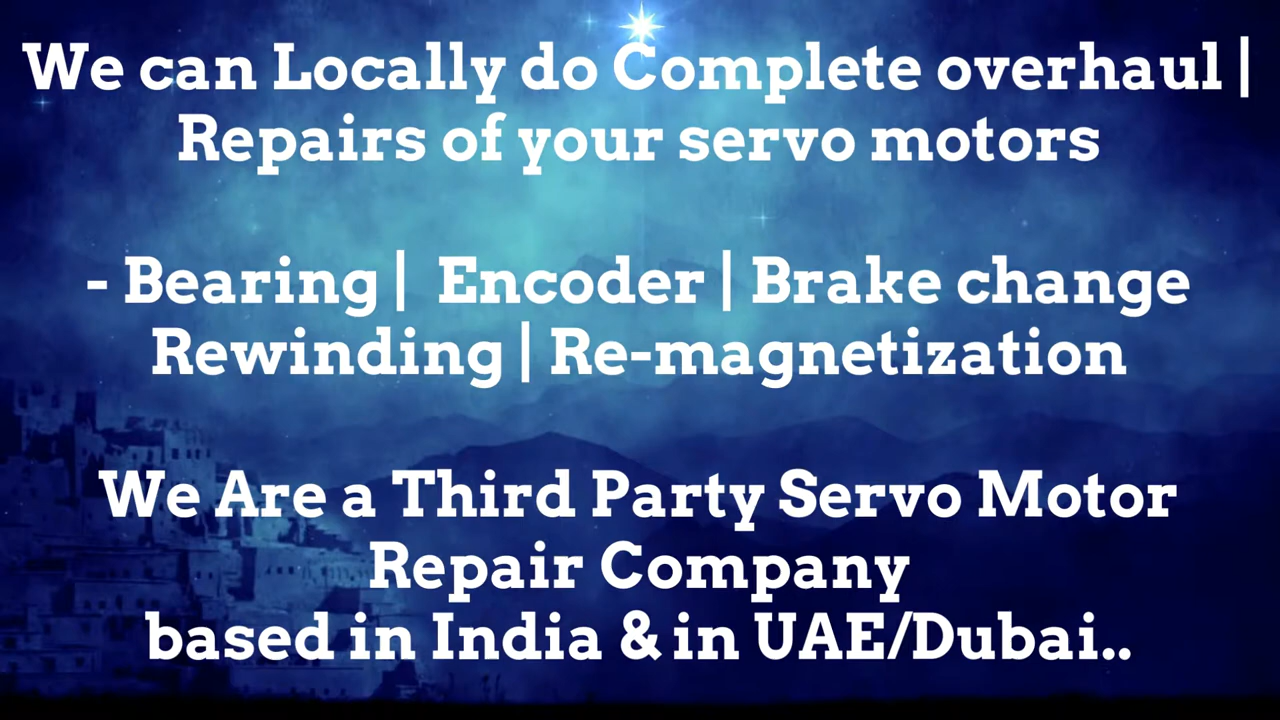 We can Locally do Complete overhaul |
Repairs of your servo motors
- Bearing | Encoder | Brake change
Rewinding | Re-magnetization
We Are a Third Party Servo Motor
Repair Company
based in India & in UAE/Dubai..